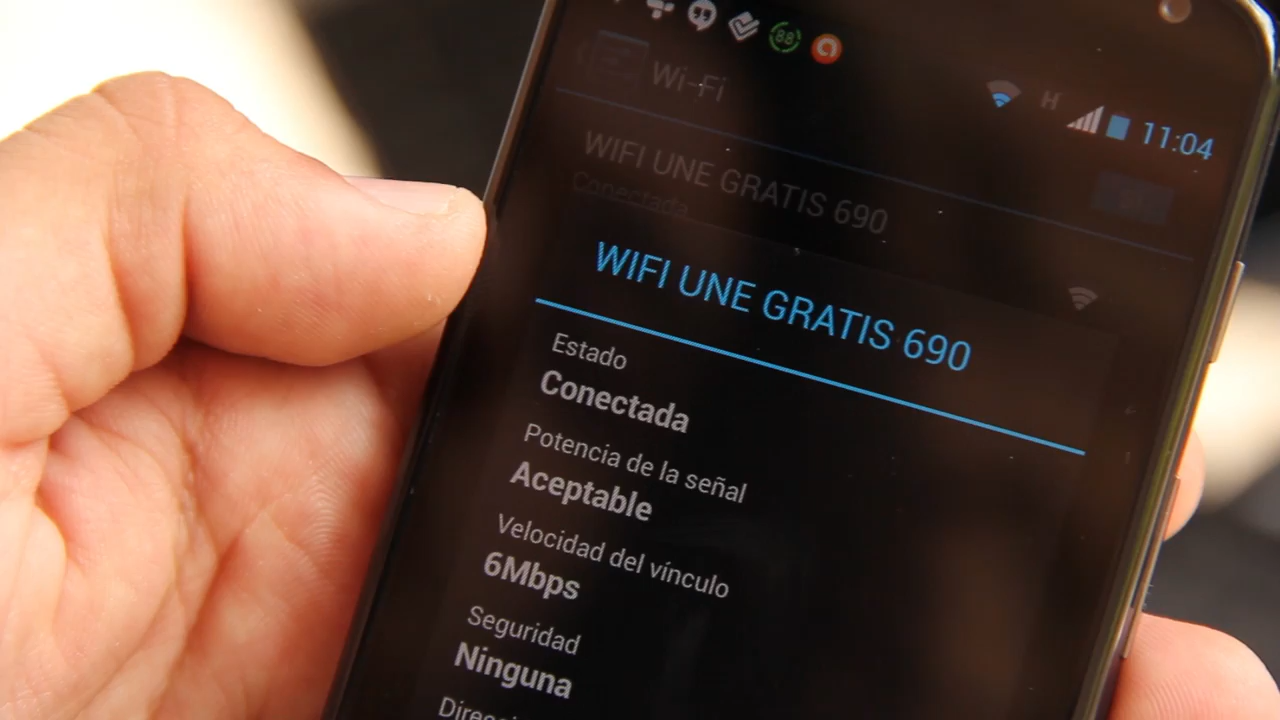 88
H
11:04
Wi-Fi
WIFI UNE GRATIS 690
Conectada
WIFI UNE GRATIS 690
Estado
Conectada
Potencia de la señal
Aceptable
Velocidad del vínculo
6Mbps
Seguridad
Ninguna